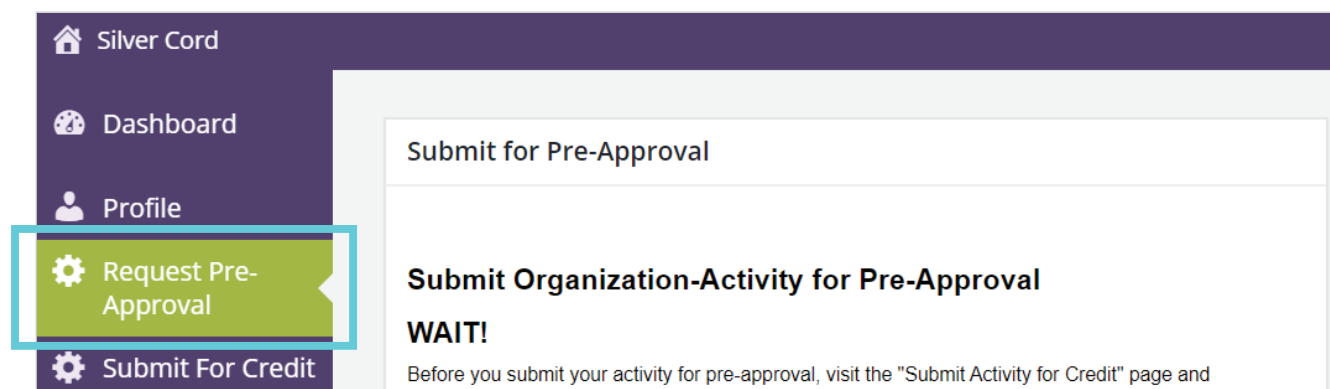 Silver Cord
Dashboard
Profile
Request Pre-
Approval
Submit For Credit
Submit for Pre-Approval
Submit Organization-Activity for Pre-Approval
WAIT!
Before you submit your activity for pre-approval, visit the "Submit Activity for Credit" page and